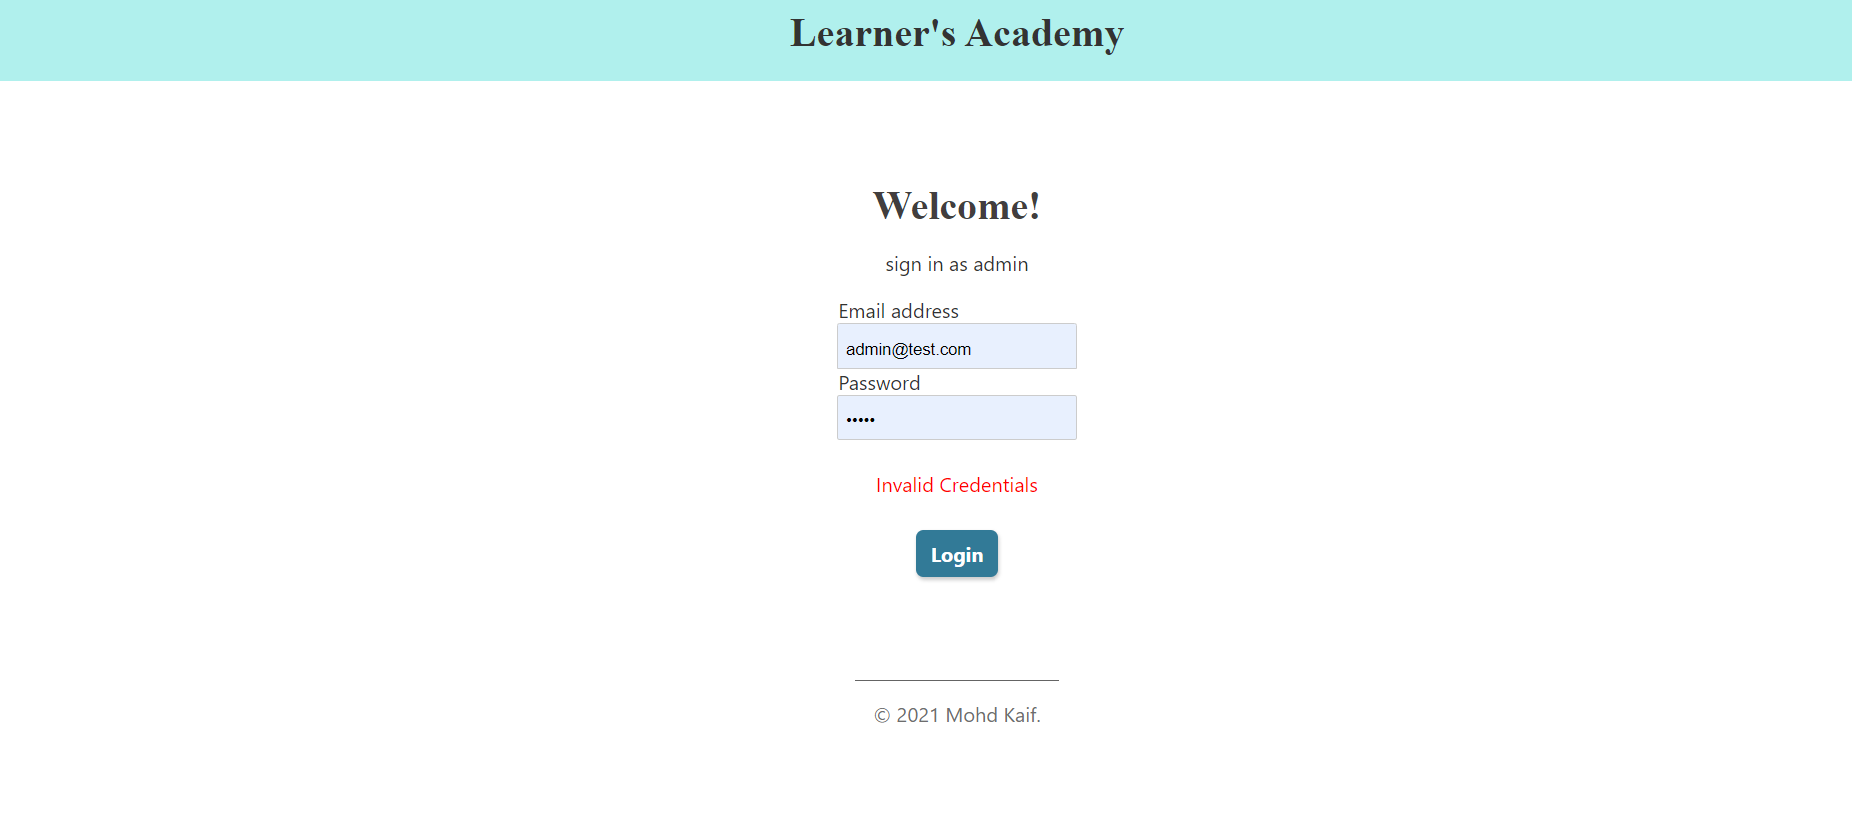 Learner's Academy
Welcome!
sign in as admin
Email address
admin@test.com
Password
•••••
Invalid Credentials
Login
© 2021 Mohd Kaif.